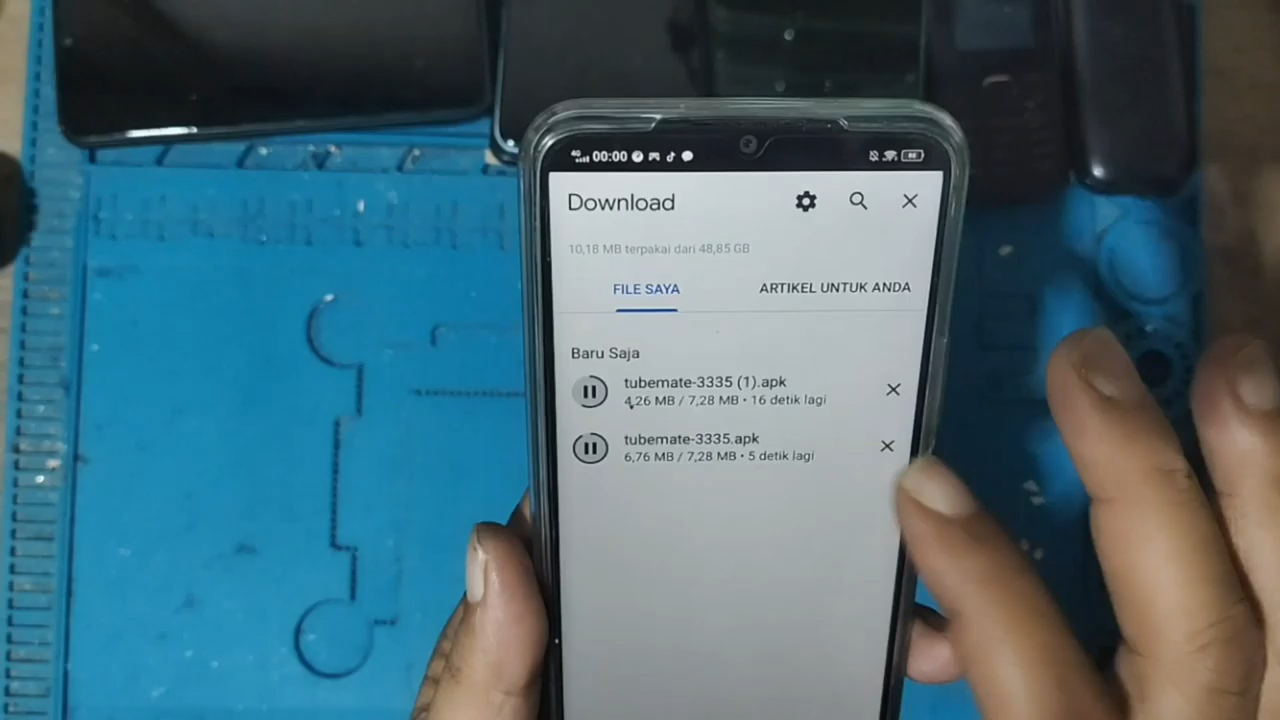 4G 00:00
Download
10,18 MB terpakai dari 48,85 GB
FILE SAYA
ARTIKEL UNTUK ANDA
Baru Saja
tubemate-3335 (1).apk
4,26 MB / 7,28 MB • 16 detik lagi
tubemate-3335.apk
6,76 MB / 7,28 MB • 5 detik lagi